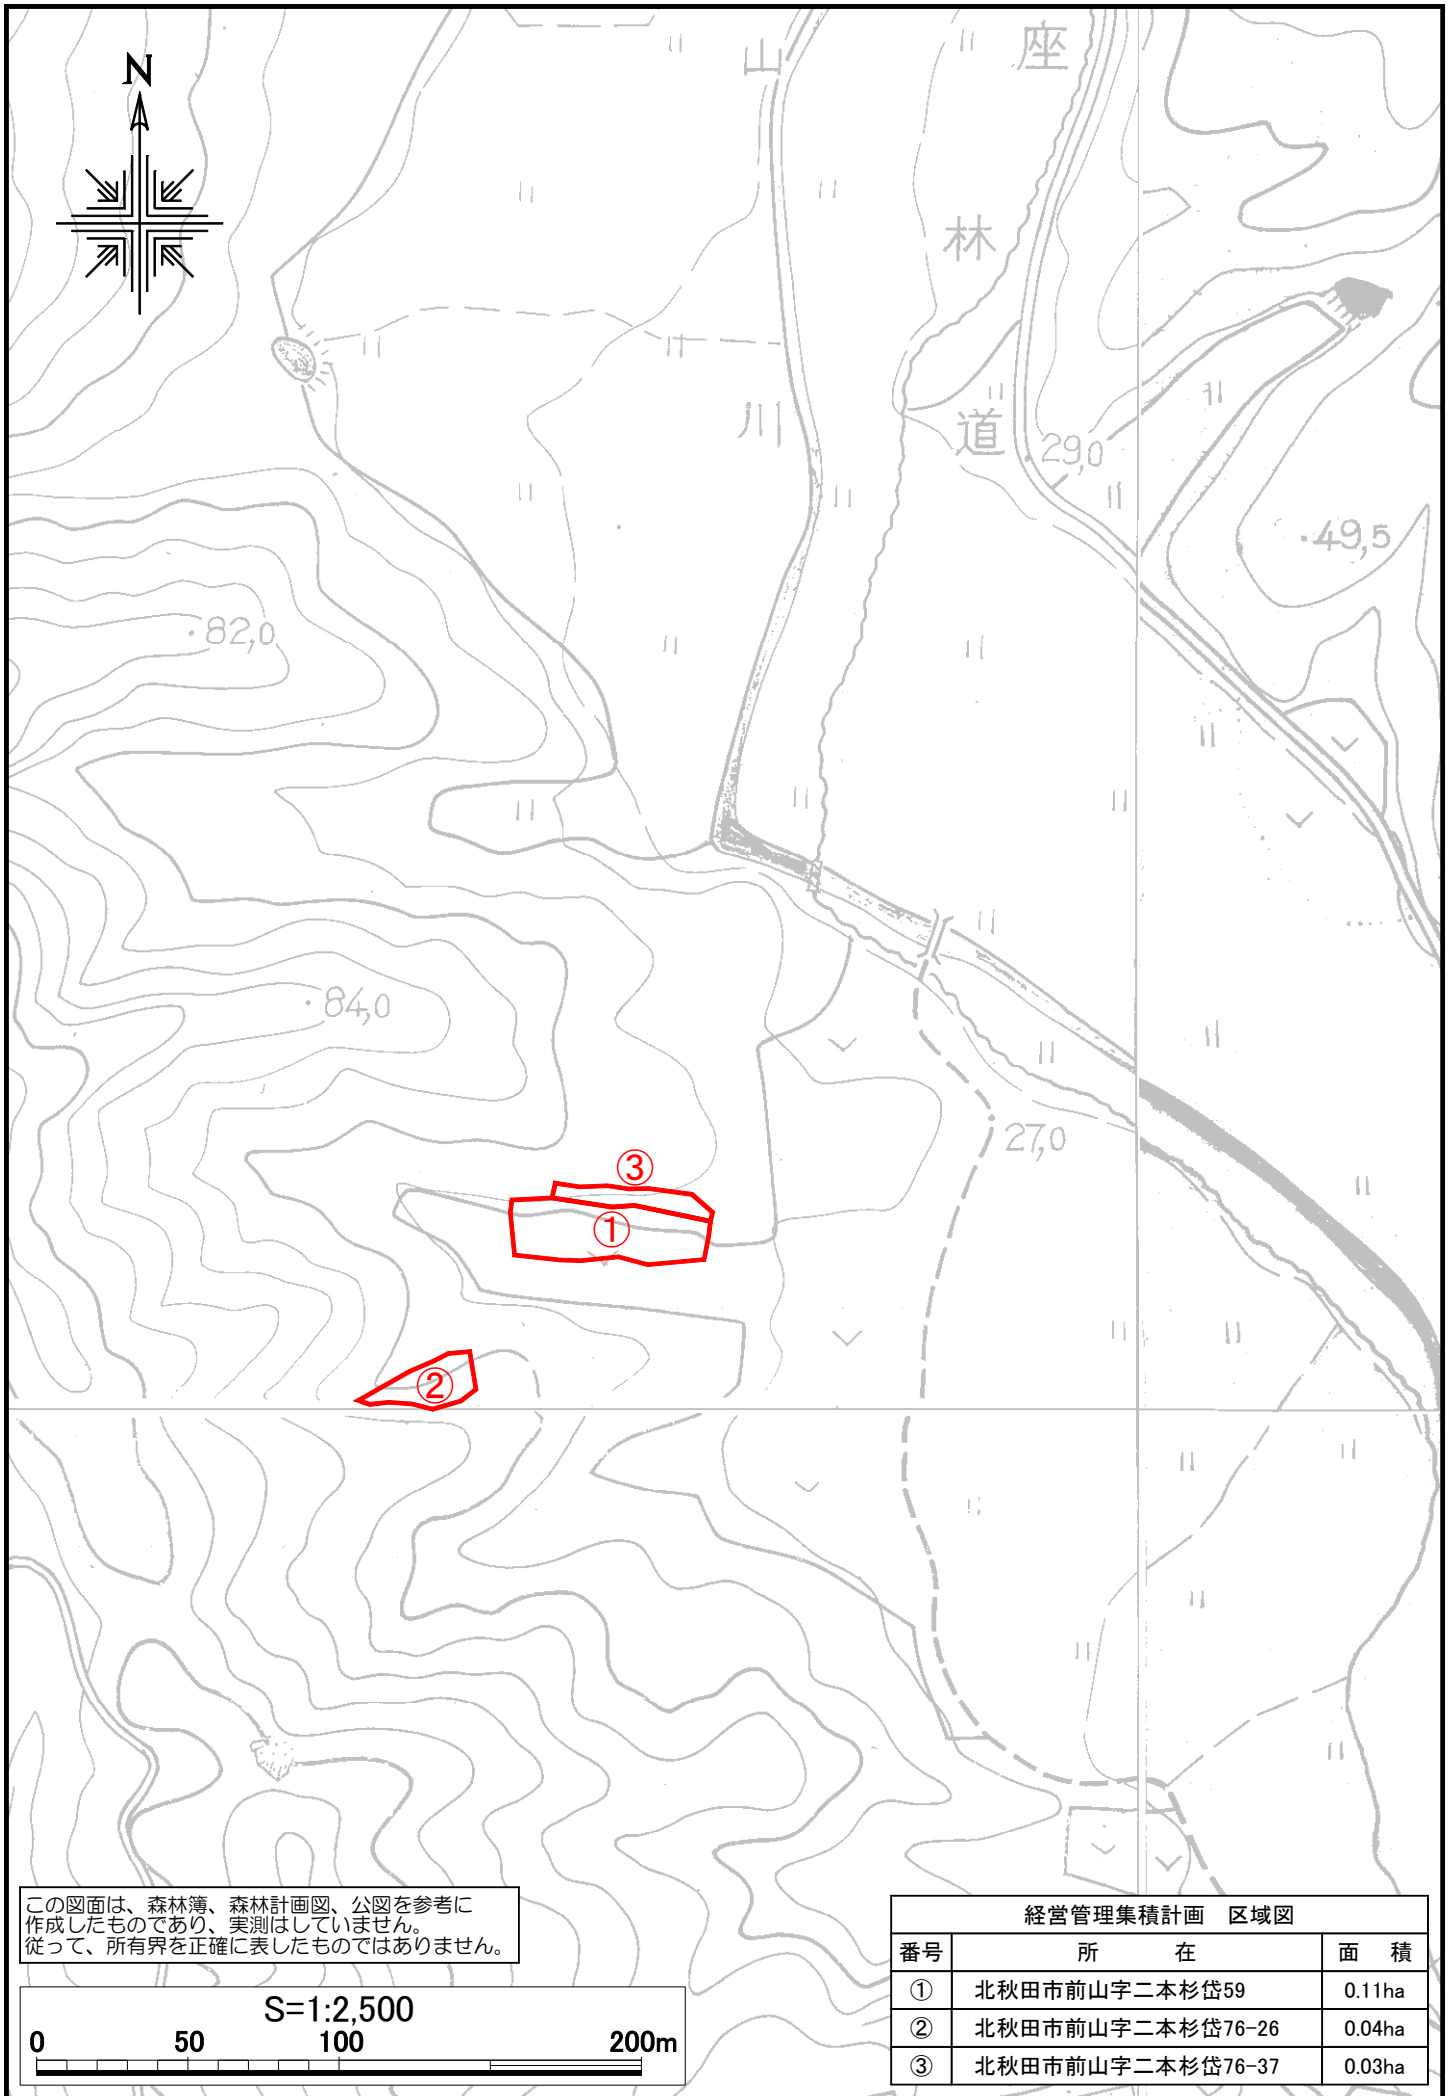 N
山
川
座
林
道
29,0
49,5
82,0
84,0
27,0
③
①
②
この図面は、森林簿、森林計画図、公図を参考に
作成したものであり、実測はしていません。
従って、所有界を正確に表したものではありません。
S=1:2,500
0 50 100 200m
経営管理集積計画 区域図
番号 所 在 面 積
① 北秋田市前山字二本杉岱59 0.11ha
② 北秋田市前山字二本杉岱76-26 0.04ha
③ 北秋田市前山字二本杉岱76-37 0.03ha